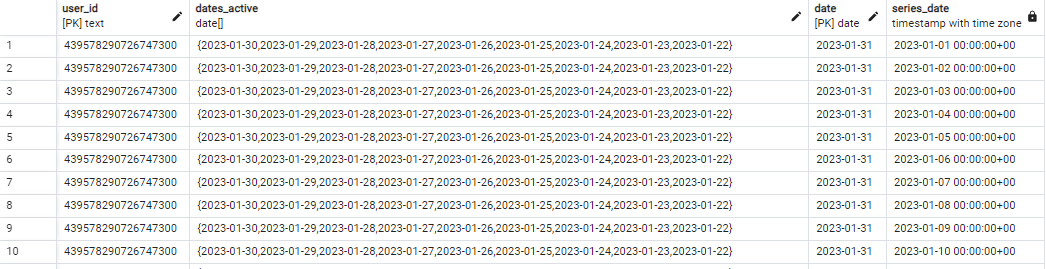 user_id dates_active date series_date
[PK] text date[] [PK] date timestamp with time zone
1 439578290726747300 {2023-01-30,2023-01-29,2023-01-28,2023-01-27,2023-01-26,2023-01-25,2023-01-24,2023-01-23,2023-01-22} 2023-01-31 2023-01-01 00:00:00+00
2 439578290726747300 {2023-01-30,2023-01-29,2023-01-28,2023-01-27,2023-01-26,2023-01-25,2023-01-24,2023-01-23,2023-01-22} 2023-01-31 2023-01-02 00:00:00+00
3 439578290726747300 {2023-01-30,2023-01-29,2023-01-28,2023-01-27,2023-01-26,2023-01-25,2023-01-24,2023-01-23,2023-01-22} 2023-01-31 2023-01-03 00:00:00+00
4 439578290726747300 {2023-01-30,2023-01-29,2023-01-28,2023-01-27,2023-01-26,2023-01-25,2023-01-24,2023-01-23,2023-01-22} 2023-01-31 2023-01-04 00:00:00+00
5 439578290726747300 {2023-01-30,2023-01-29,2023-01-28,2023-01-27,2023-01-26,2023-01-25,2023-01-24,2023-01-23,2023-01-22} 2023-01-31 2023-01-05 00:00:00+00
6 439578290726747300 {2023-01-30,2023-01-29,2023-01-28,2023-01-27,2023-01-26,2023-01-25,2023-01-24,2023-01-23,2023-01-22} 2023-01-31 2023-01-06 00:00:00+00
7 439578290726747300 {2023-01-30,2023-01-29,2023-01-28,2023-01-27,2023-01-26,2023-01-25,2023-01-24,2023-01-23,2023-01-22} 2023-01-31 2023-01-07 00:00:00+00
8 439578290726747300 {2023-01-30,2023-01-29,2023-01-28,2023-01-27,2023-01-26,2023-01-25,2023-01-24,2023-01-23,2023-01-22} 2023-01-31 2023-01-08 00:00:00+00
9 439578290726747300 {2023-01-30,2023-01-29,2023-01-28,2023-01-27,2023-01-26,2023-01-25,2023-01-24,2023-01-23,2023-01-22} 2023-01-31 2023-01-09 00:00:00+00
10 439578290726747300 {2023-01-30,2023-01-29,2023-01-28,2023-01-27,2023-01-26,2023-01-25,2023-01-24,2023-01-23,2023-01-22} 2023-01-31 2023-01-10 00:00:00+00